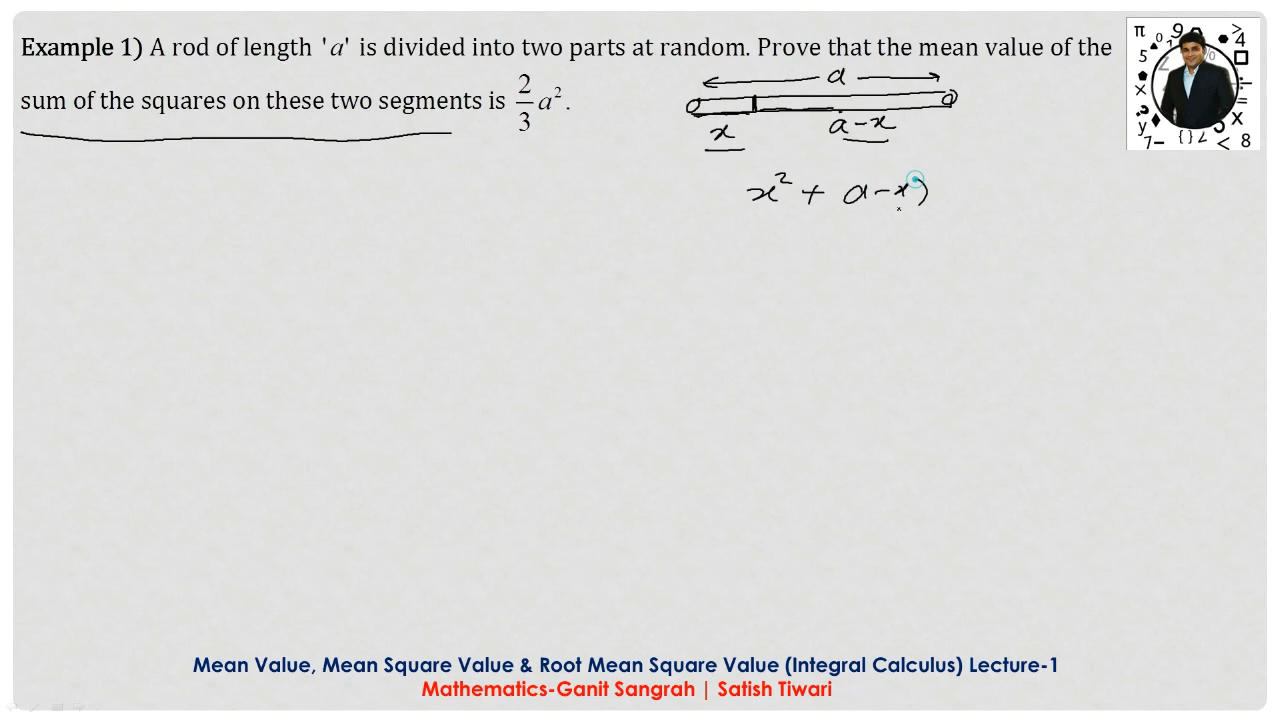 Example 1) A rod of length 'a' is divided into two parts at random. Prove that the mean value of the
sum of the squares on these two segments is 2/3 a².
a
x
a-x
x² + a-x)
Mean Value, Mean Square Value & Root Mean Square Value (Integral Calculus) Lecture-1
Mathematics-Ganit Sangrah | Satish Tiwari